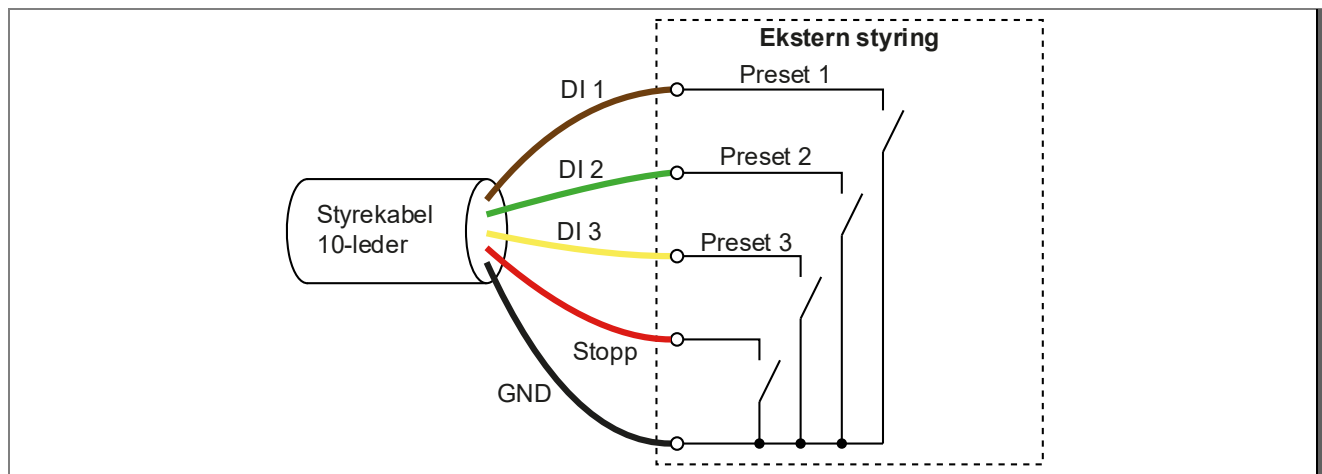 Ekstern styring
DI 1
Preset 1
DI 2
Preset 2
Styrekabel
10-leder
DI 3
Preset 3
Stopp
GND